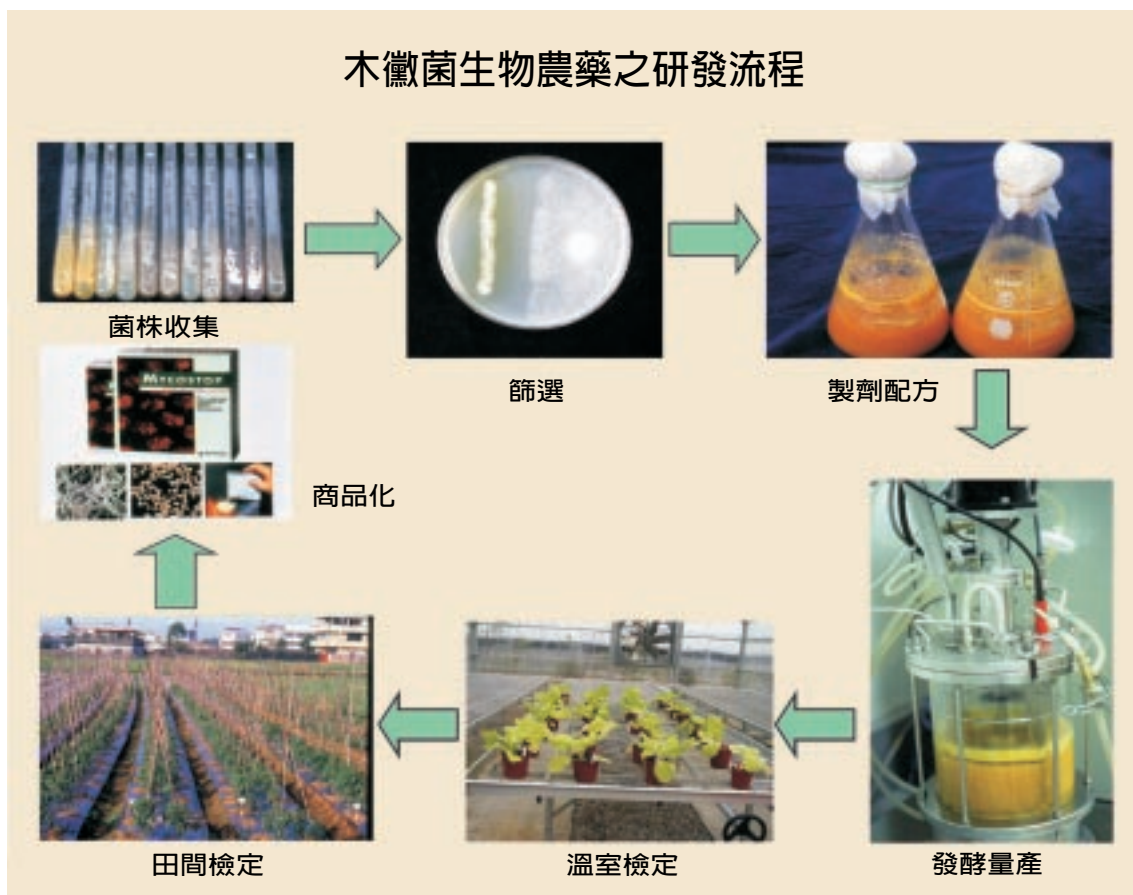 木黴菌生物農藥之研發流程
菌株收集
篩選
製劑配方
MYCOSTOP
商品化
田間檢定
溫室檢定
發酵量產